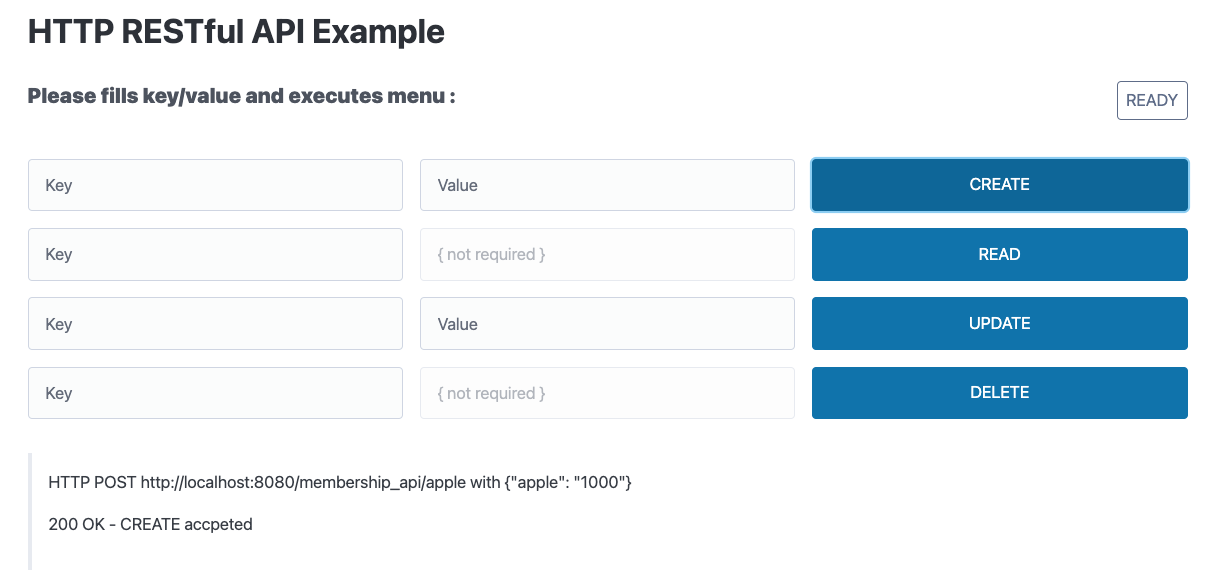 HTTP RESTful API Example
Please fills key/value and executes menu :
READY
Key Value CREATE
Key { not required } READ
Key Value UPDATE
Key { not required } DELETE
HTTP POST http://localhost:8080/membership_api/apple with {"apple": "1000"}
200 OK - CREATE accpeted